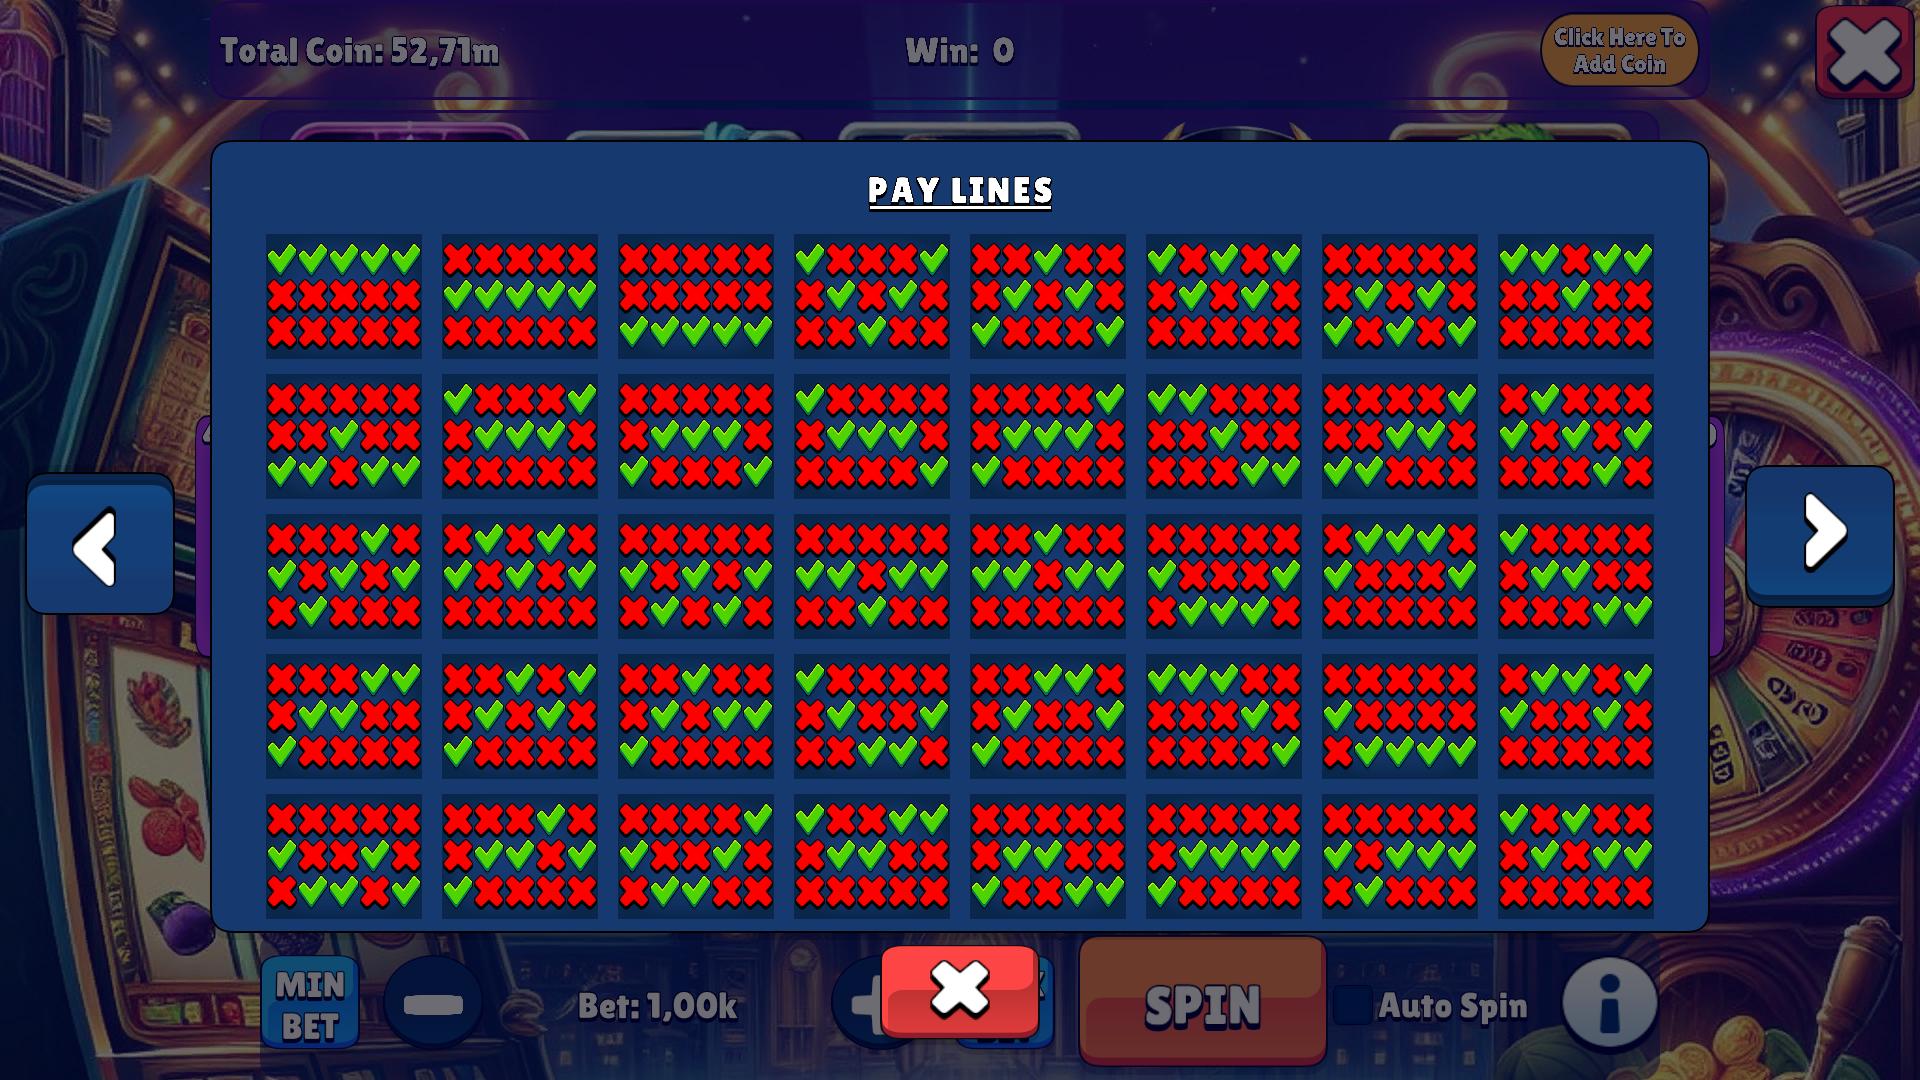 Total Coin: 52,71m
Win: 0
Click Here To
Add Coin
PAY LINES
MIN
BET
Bet: 1,00k
SPIN
Auto Spin